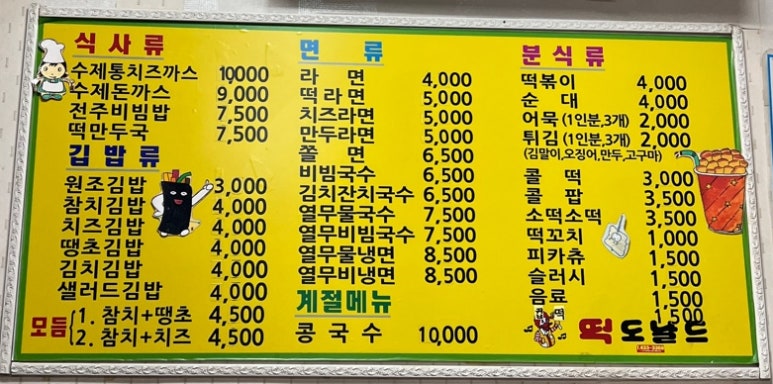 식사류
수제통치즈까스 10,000
수제돈까스 9,000
전주비빔밥 7,500
떡만두국 7,500
김밥류
원조김밥 3,000
참치김밥 4,000
치즈김밥 4,000
땡초김밥 4,000
김치김밥 4,000
샐러드김밥 4,000
모듬 1. 참치+땡초 4,500
2. 참치+치즈 4,500
면 류
라 면 4,000
떡라면 5,000
치즈라면 5,000
만두라면 5,000
쫄 면 6,500
비빔국수 6,500
김치잔치국수 6,500
열무물국수 7,500
열무비빔국수 7,500
열무물냉면 8,500
열무비냉면 8,500
계절메뉴
콩국수 10,000
분식류
떡볶이 4,000
순 대 4,000
어묵 (1인분,3개) 2,000
튀김 (1인분,3개) 2,000
(김말이,오징어,만두,고구마)
콜 떡 3,000
콜 팝 3,500
소떡소떡 3,500
떡꼬치 1,000
피카츄 1,500
슬러시 1,500
음료 1,500
1,500
떡도날드